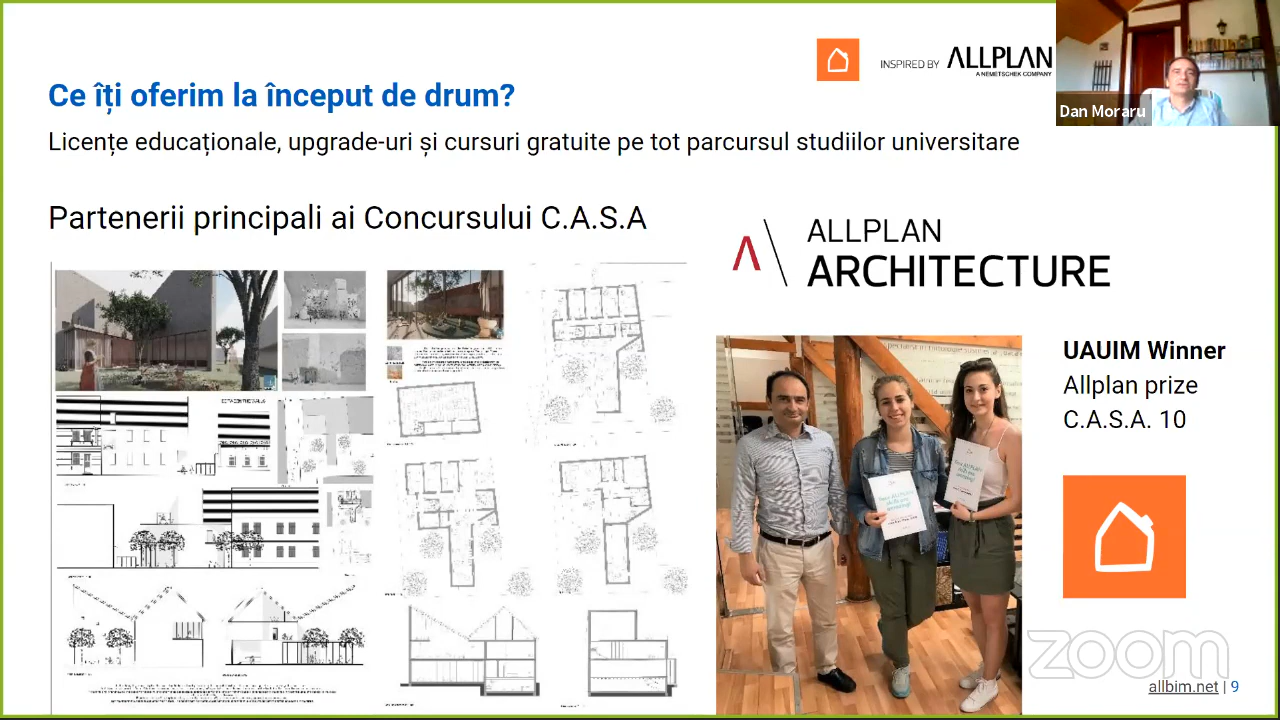 INSPIRED BY ALLPLAN
A NEMETSCHEK COMPANY
Dan Moraru
Ce îți oferim la început de drum?
Licențe educaționale, upgrade-uri și cursuri gratuite pe tot parcursul studiilor universitare
Partenerii principali ai Concursului C.A.S.A
ALLPLAN
ARCHITECTURE
UAUIM Winner
Allplan prize
C.A.S.A. 10
zoom
allbim.net | 9